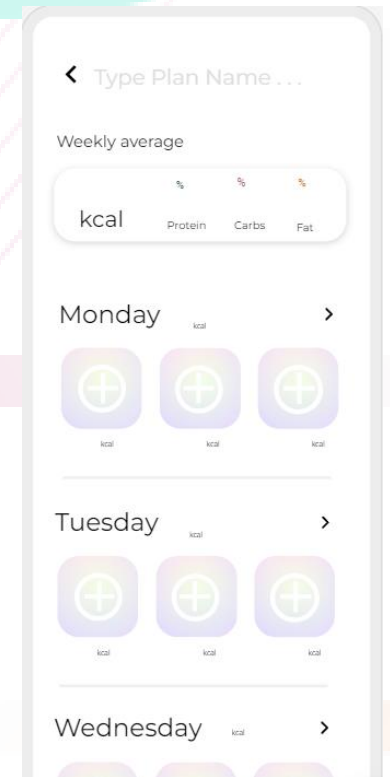 Type Plan Name . . .
Weekly average
% % %
kcal Protein Carbs Fat
Monday kcal
kcal kcal kcal
Tuesday kcal
kcal kcal kcal
Wednesday kcal